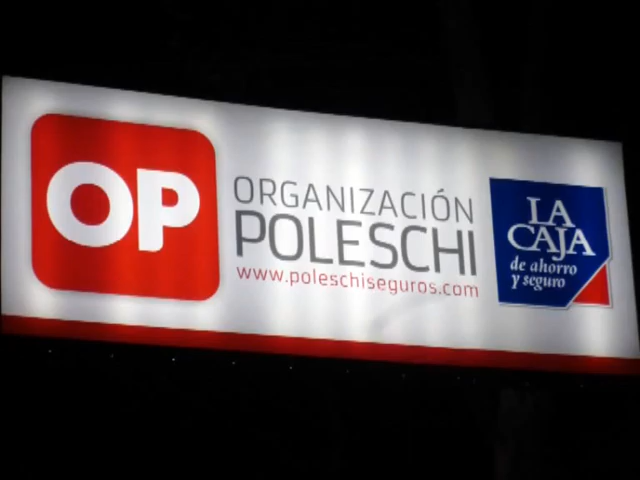 OP
ORGANIZACIÓN
POLESCHI
www.poleschiseguros.com
LA
CAJA
de ahorro
y seguro